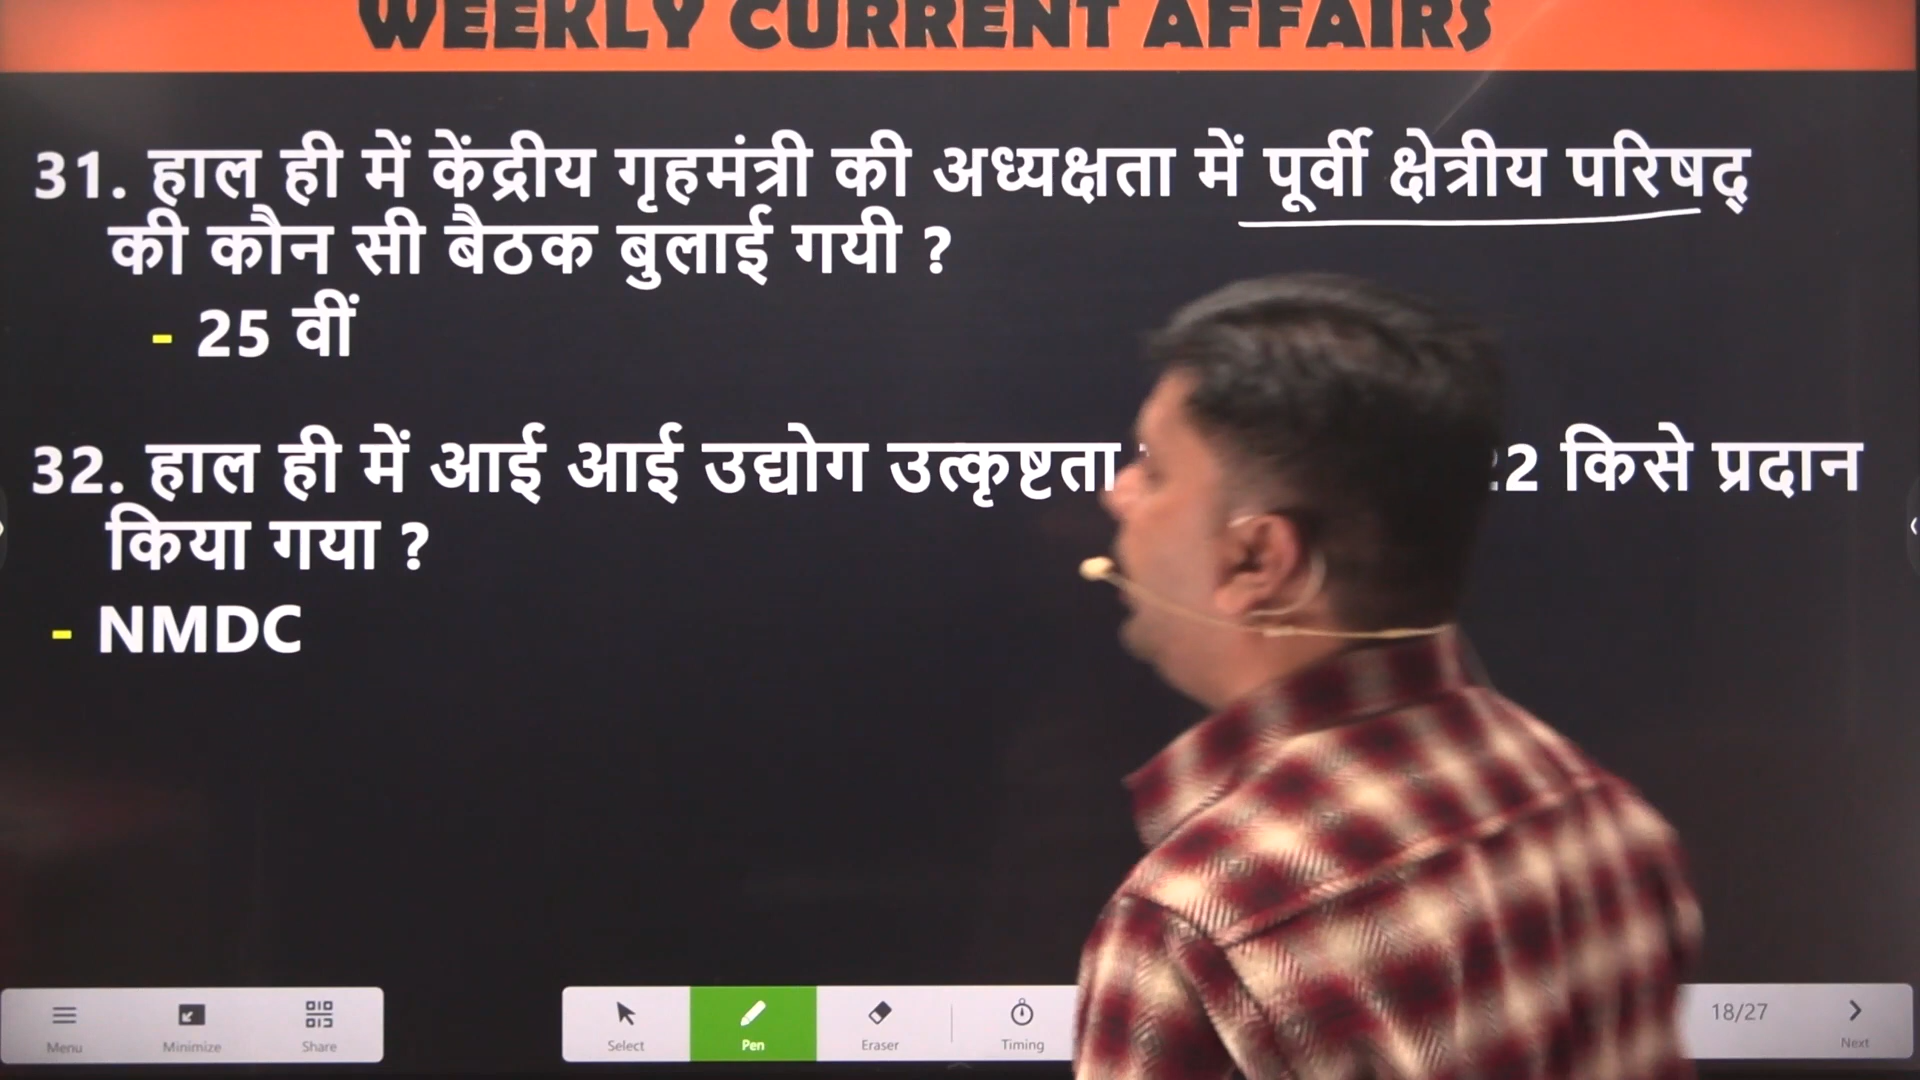 WEEKLY CURRENT AFFAIRS
31. हाल ही में केंद्रीय गृहमंत्री की अध्यक्षता में पूर्वी क्षेत्रीय परिषद्
की कौन सी बैठक बुलाई गयी ?
- 25 वीं
32. हाल ही में आई आई उद्योग उत्कृष्टता 22 किसे प्रदान
किया गया ?
- NMDC
Menu Minimize Share Select Pen Eraser Timing 18/27 Next